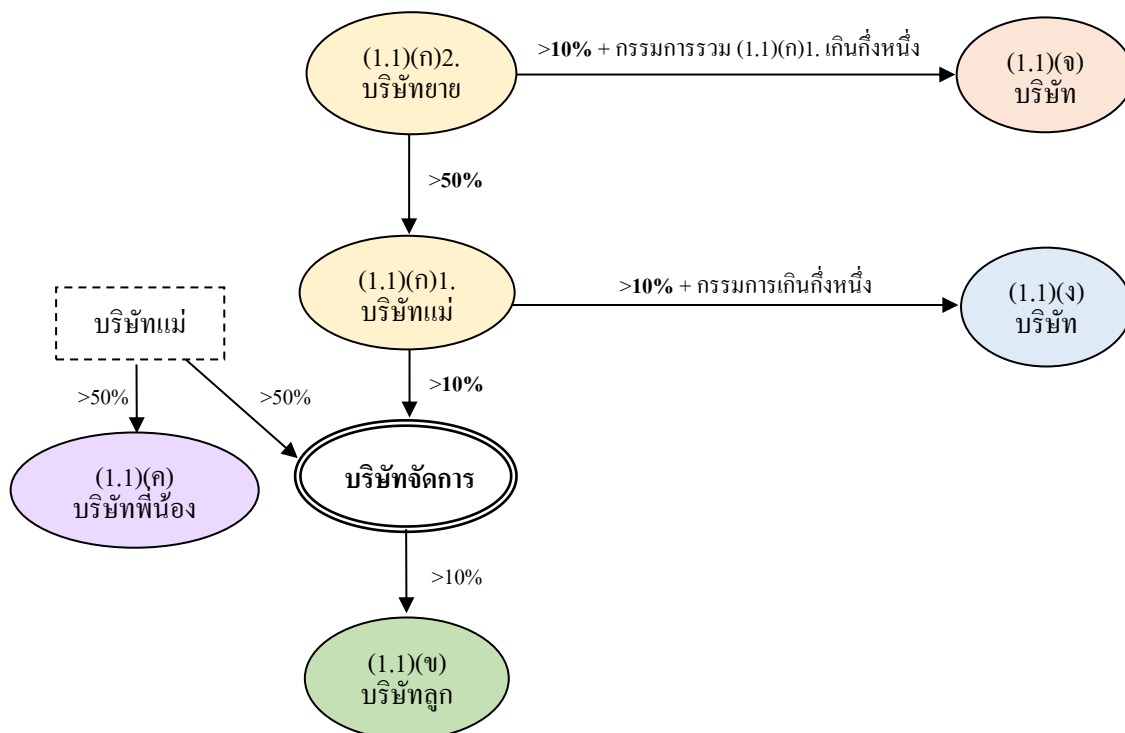 (1.1)(ก)2.
บริษัทยาย
>10% + กรรมการรวม (1.1)(ก)1. เกินกึ่งหนึ่ง
(1.1)(จ)
บริษัท
>50%
(1.1)(ก)1.
บริษัทแม่
>10% + กรรมการเกินกึ่งหนึ่ง
(1.1)(ง)
บริษัท
บริษัทแม่
>50%
>50%
>10%
(1.1)(ค)
บริษัทพี่น้อง
บริษัทจัดการ
>10%
(1.1)(ข)
บริษัทลูก